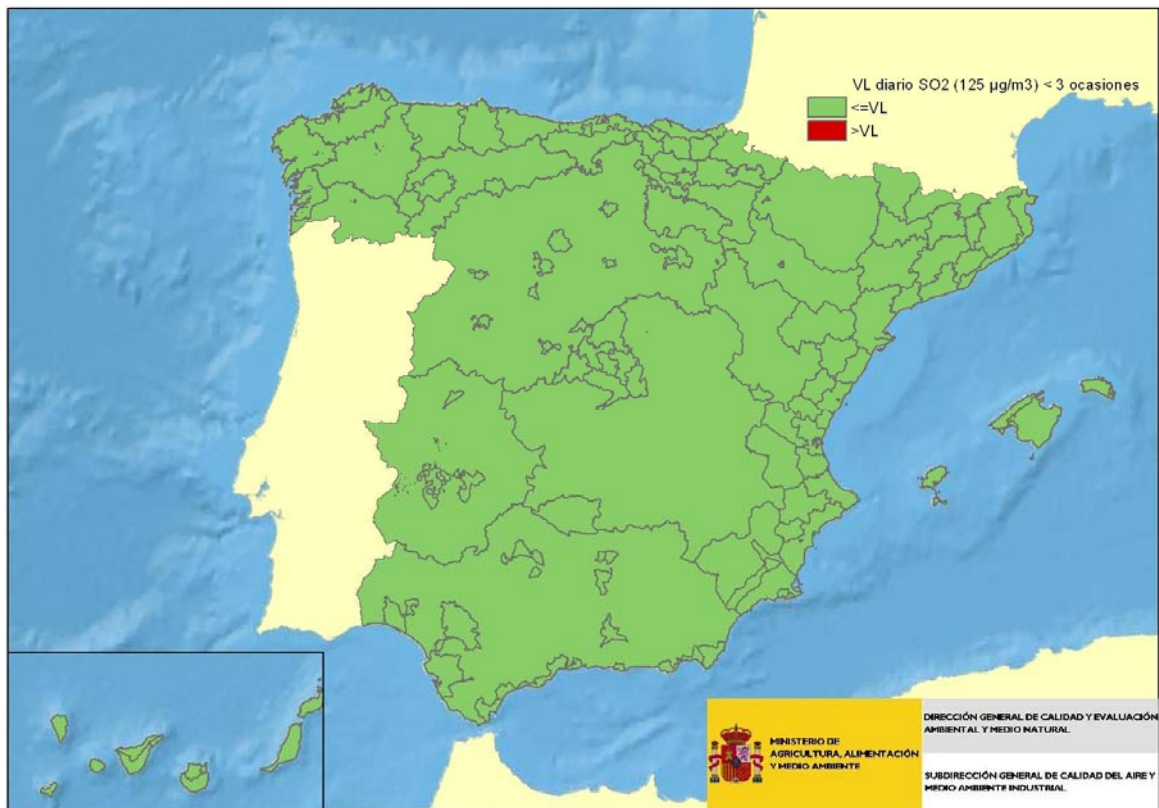 VL diario SO2 (125 µg/m3) < 3 ocasiones
<=VL
>VL
MINISTERIO DE
AGRICULTURA, ALIMENTACIÓN
Y MEDIO AMBIENTE
DIRECCIÓN GENERAL DE CALIDAD Y EVALUACIÓN
AMBIENTAL Y MEDIO NATURAL
SUBDIRECCIÓN GENERAL DE CALIDAD DEL AIRE Y
MEDIO AMBIENTE INDUSTRIAL